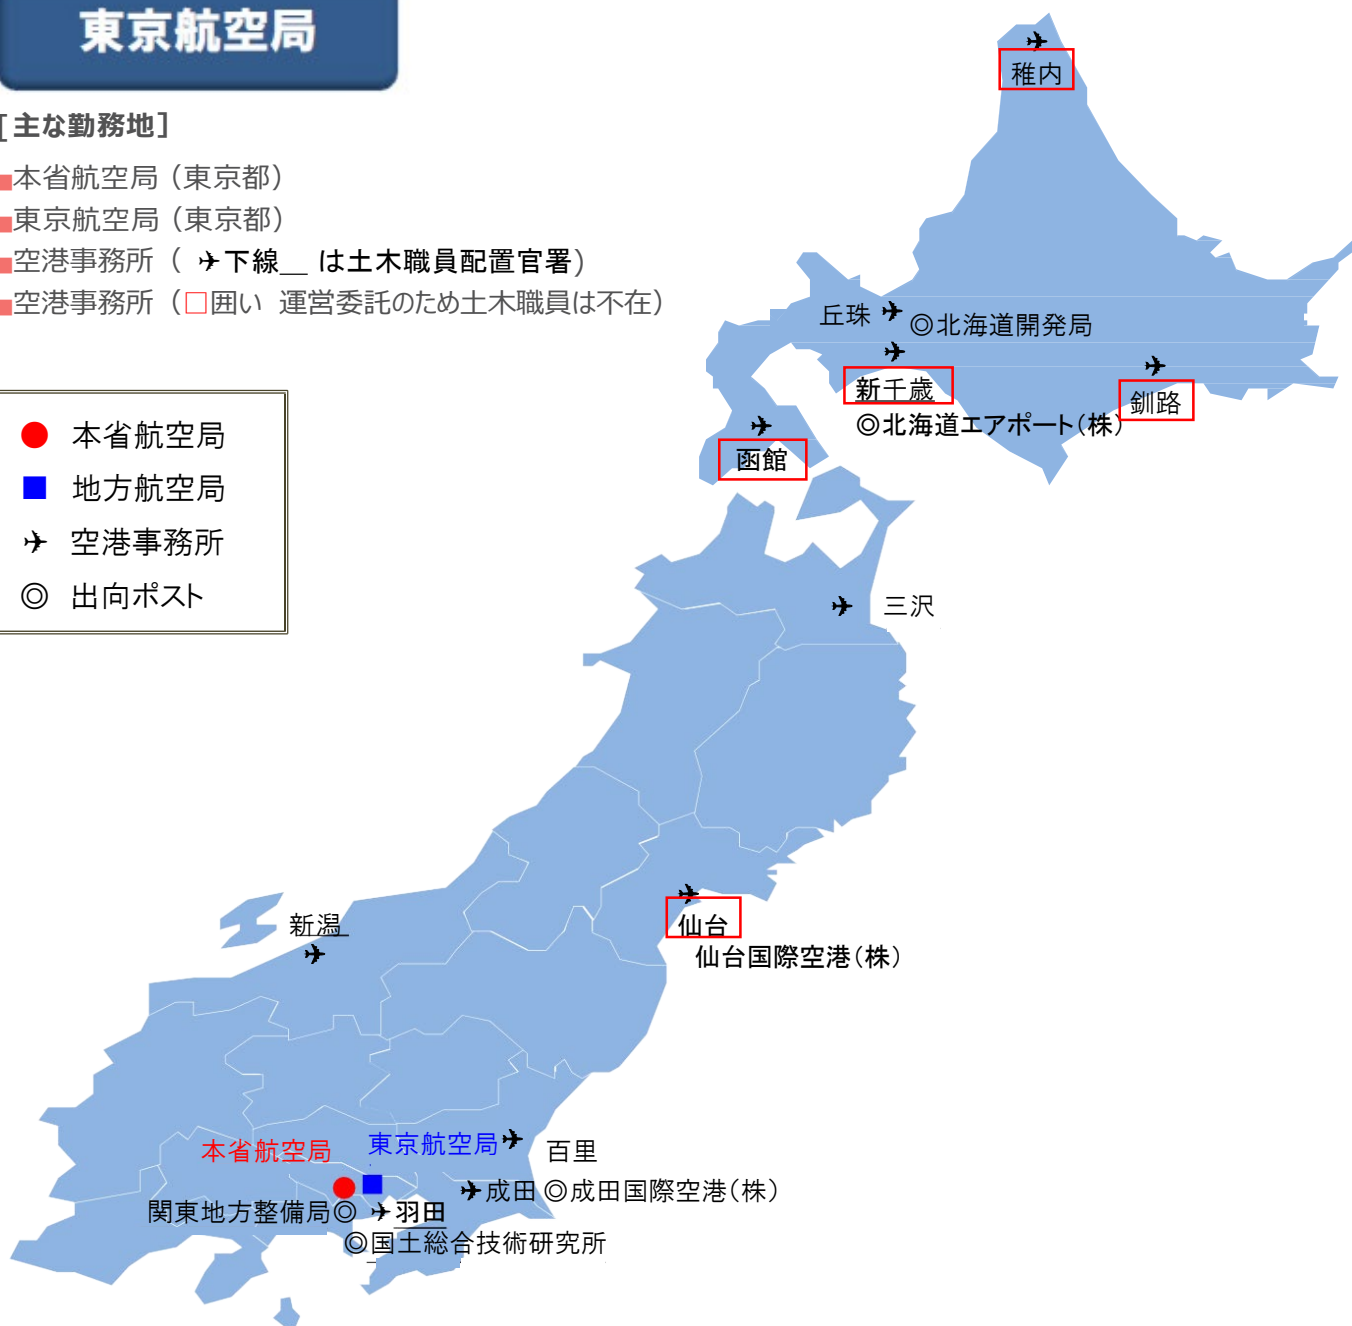 東京航空局
[主な勤務地]
■本省航空局（東京都）
■東京航空局（東京都）
■空港事務所（ ✈下線__ は土木職員配置官署）
■空港事務所（□囲い 運営委託のため土木職員は不在）
● 本省航空局
■ 地方航空局
✈ 空港事務所
◎ 出向ポスト
稚内
丘珠 ✈ ◎北海道開発局
新千歳
釧路
◎北海道エアポート（株）
函館
三沢
仙台
仙台国際空港（株）
新潟
本省航空局
東京航空局
百里
成田 ◎成田国際空港（株）
関東地方整備局◎
羽田
◎国土総合技術研究所